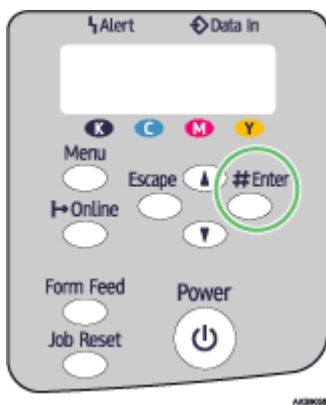 Alert Data In
K C M Y
Menu
Escape #Enter
Online
Form Feed Power
Job Reset